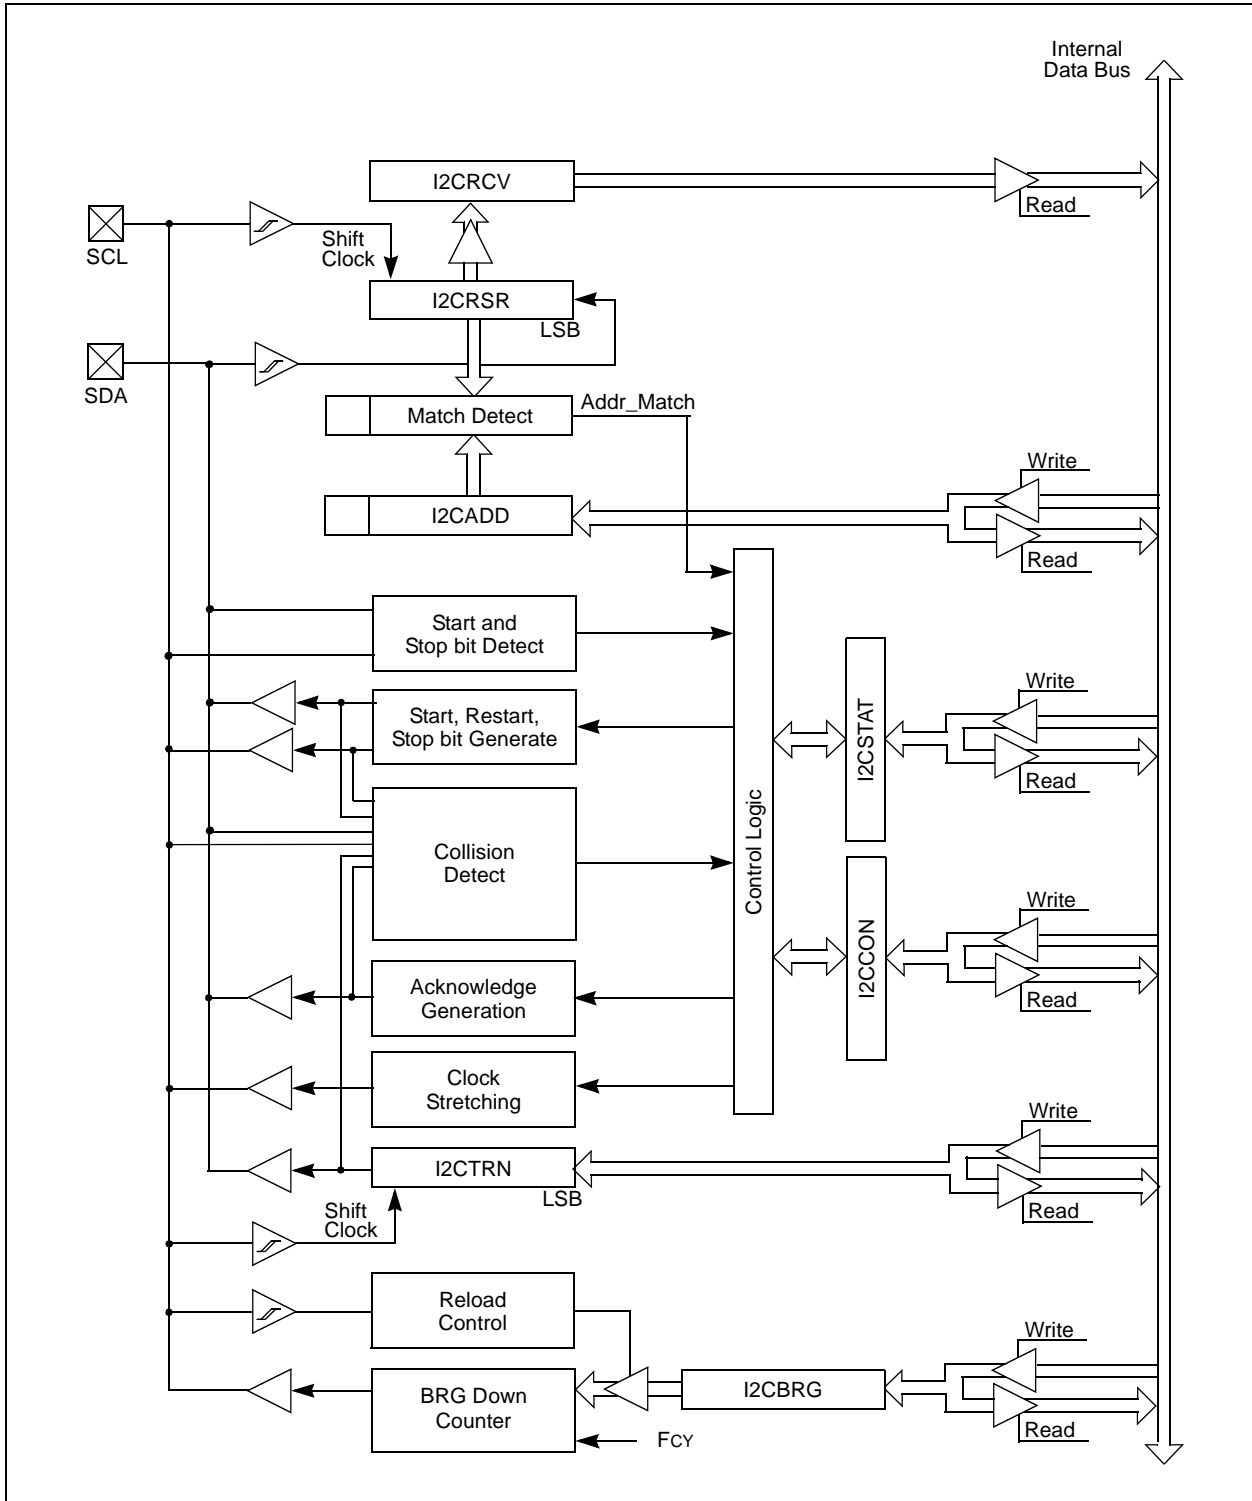 Internal
Data Bus
I2CRCV
Read
SCL
Shift
Clock
I2CRSR
LSB
SDA
Addr_Match
Match Detect
Write
I2CADD
Read
Start and
Stop bit Detect
Write
Start, Restart,
Stop bit Generate
I2CSTAT
Read
Control Logic
Collision
Detect
Write
I2CCON
Acknowledge
Generation
Read
Clock
Stretching
Write
I2CTRN
LSB
Read
Shift
Clock
Reload
Control
Write
I2CBRG
BRG Down
Counter
Read
FCY